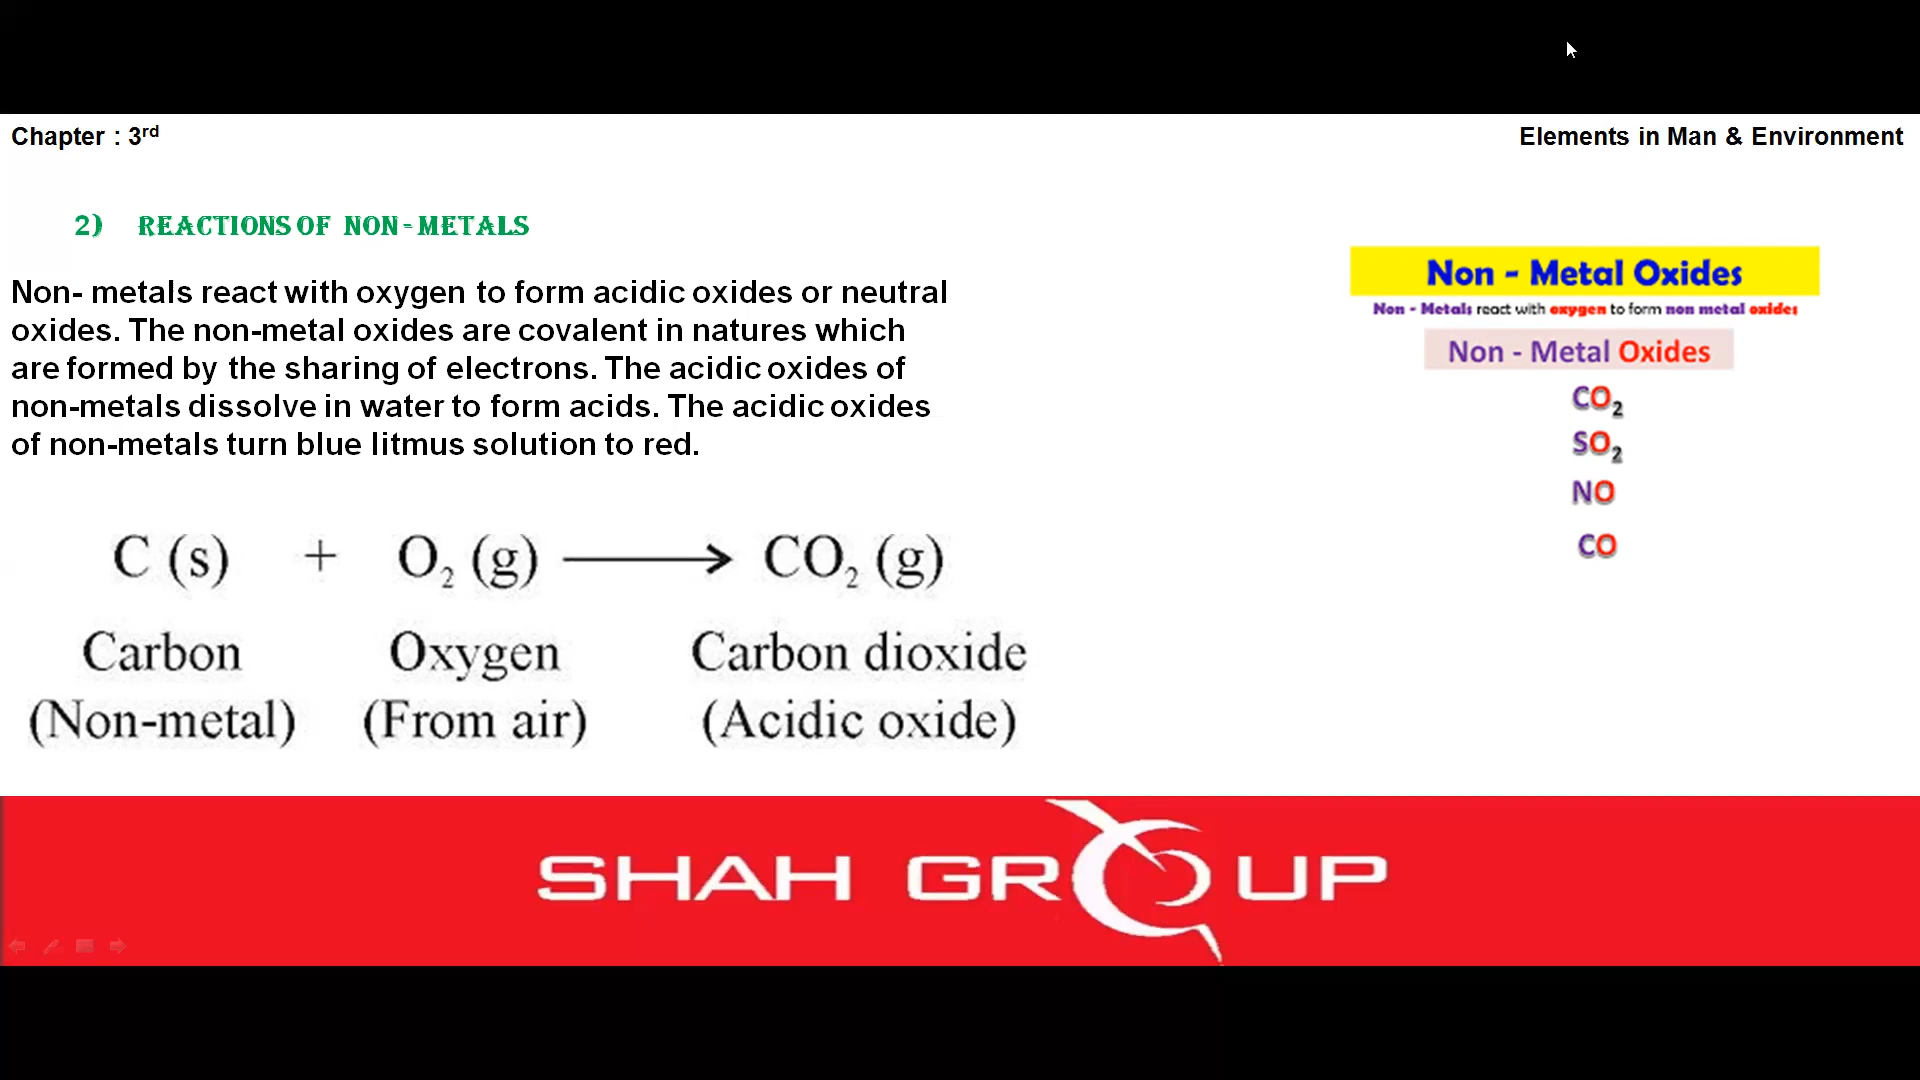 Chapter : 3rd
Elements in Man & Environment
2) REACTIONS OF NON-METALS
Non- metals react with oxygen to form acidic oxides or neutral
oxides. The non-metal oxides are covalent in natures which
are formed by the sharing of electrons. The acidic oxides of
non-metals dissolve in water to form acids. The acidic oxides
of non-metals turn blue litmus solution to red.
C (s) + O₂ (g) ⟶ CO₂ (g)
Carbon Oxygen Carbon dioxide
(Non-metal) (From air) (Acidic oxide)
Non - Metal Oxides
Non - Metals react with oxygen to form non metal oxides
Non - Metal Oxides
CO₂
SO₂
NO
CO
SHAH GROUP